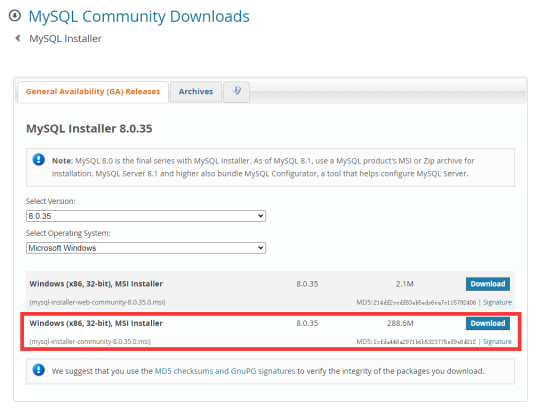 MySQL Community Downloads
MySQL Installer
General Availability (GA) Releases Archives
MySQL Installer 8.0.35
Note: MySQL 8.0 is the final series with MySQL Installer. As of MySQL 8.1, use a MySQL product's MSI or Zip archive for
installation. MySQL Server 8.1 and higher also bundle MySQL Configurator, a tool that helps configure MySQL Server.
Select Version:
8.0.35
Select Operating System:
Microsoft Windows
Windows (x86, 32-bit), MSI Installer 8.0.35 2.1M Download
(mysql-installer-web-community-8.0.35.0.msi) MD5: | Signature
Windows (x86, 32-bit), MSI Installer 8.0.35 288.6M Download
(mysql-installer-community-8.0.35.0.msi) MD5: | Signature
We suggest that you use the MD5 checksums and GnuPG signatures to verify the integrity of the packages you download.